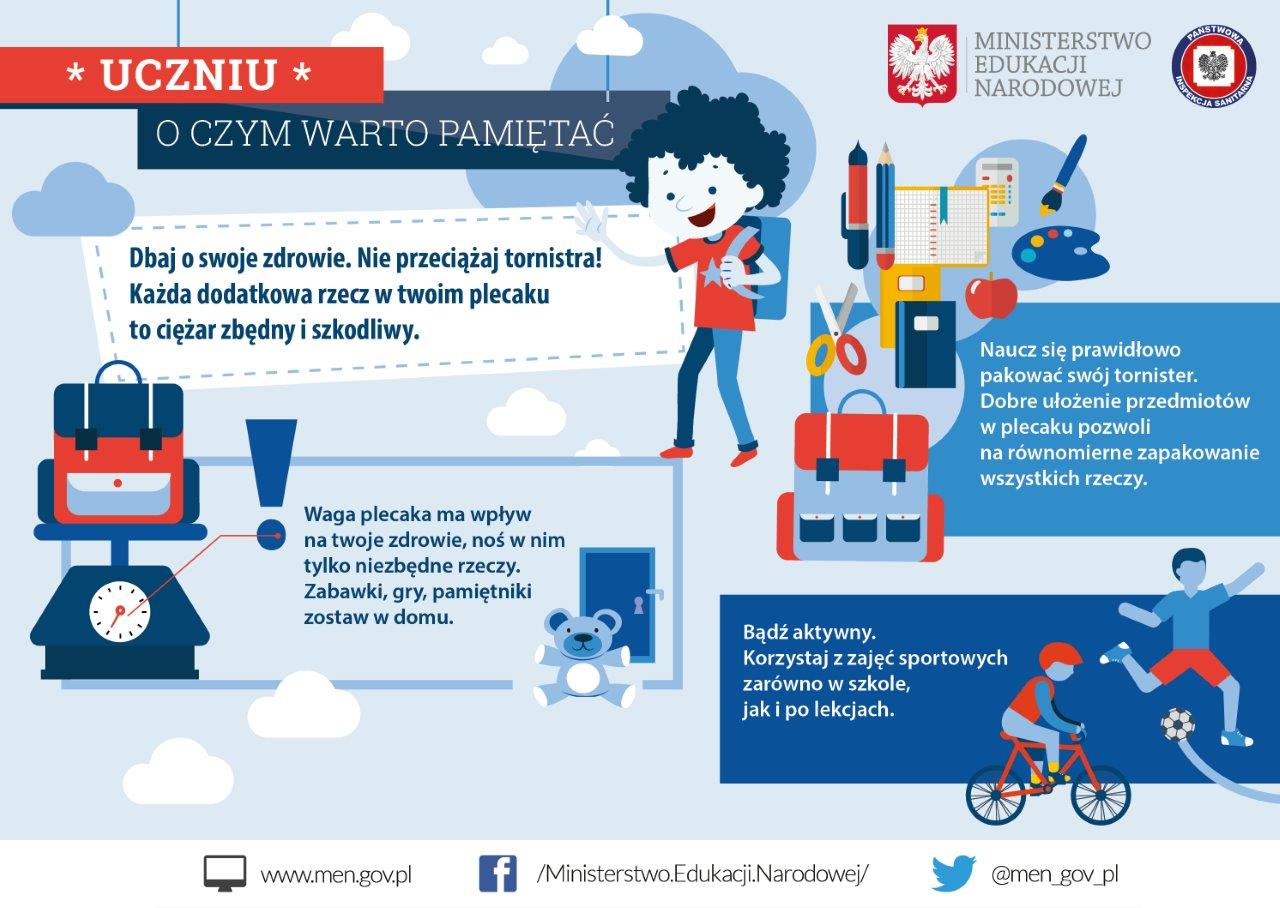 * UCZNIU *
O CZYM WARTO PAMIĘTAĆ
MINISTERSTWO
EDUKACJI
NARODOWEJ
PAŃSTWOWA
INSPEKCJA SANITARNA
Dbaj o swoje zdrowie. Nie przeciążaj tornistra!
Każda dodatkowa rzecz w twoim plecaku
to ciężar zbędny i szkodliwy.
Naucz się prawidłowo
pakować swój tornister.
Dobre ułożenie przedmiotów
w plecaku pozwoli
na równomierne zapakowanie
wszystkich rzeczy.
Waga plecaka ma wpływ
na twoje zdrowie, noś w nim
tylko niezbędne rzeczy.
Zabawki, gry, pamiętniki
zostaw w domu.
Bądź aktywny.
Korzystaj z zajęć sportowych
zarówno w szkole,
jak i po lekcjach.
www.men.gov.pl
/Ministerstwo.Edukacji.Narodowej/
@men_gov_pl